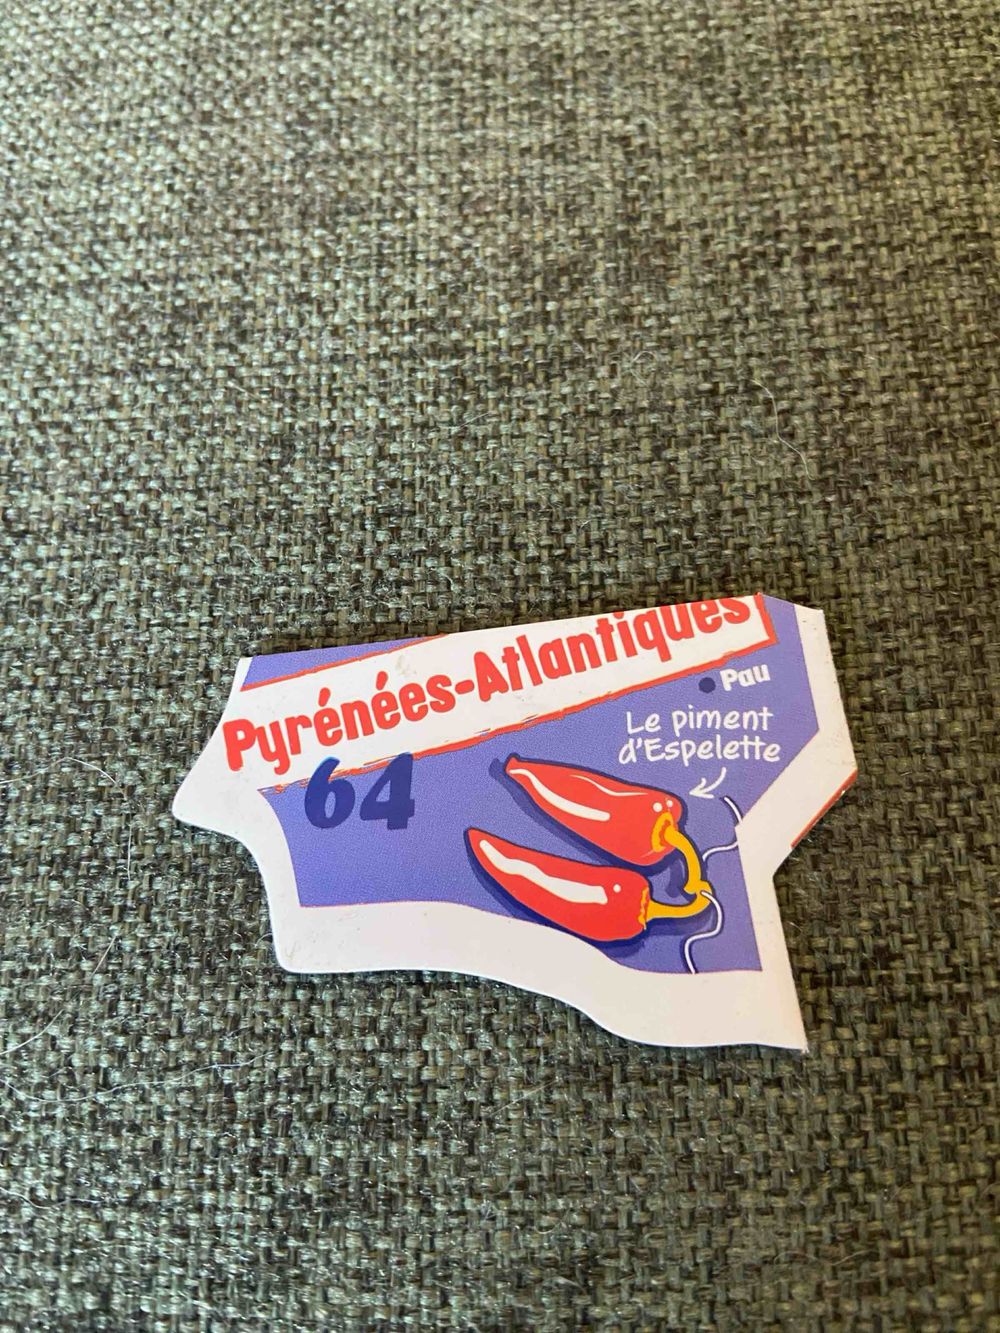 Pyrénées-Atlantiques
64
Pau
Le piment
d'Espelette